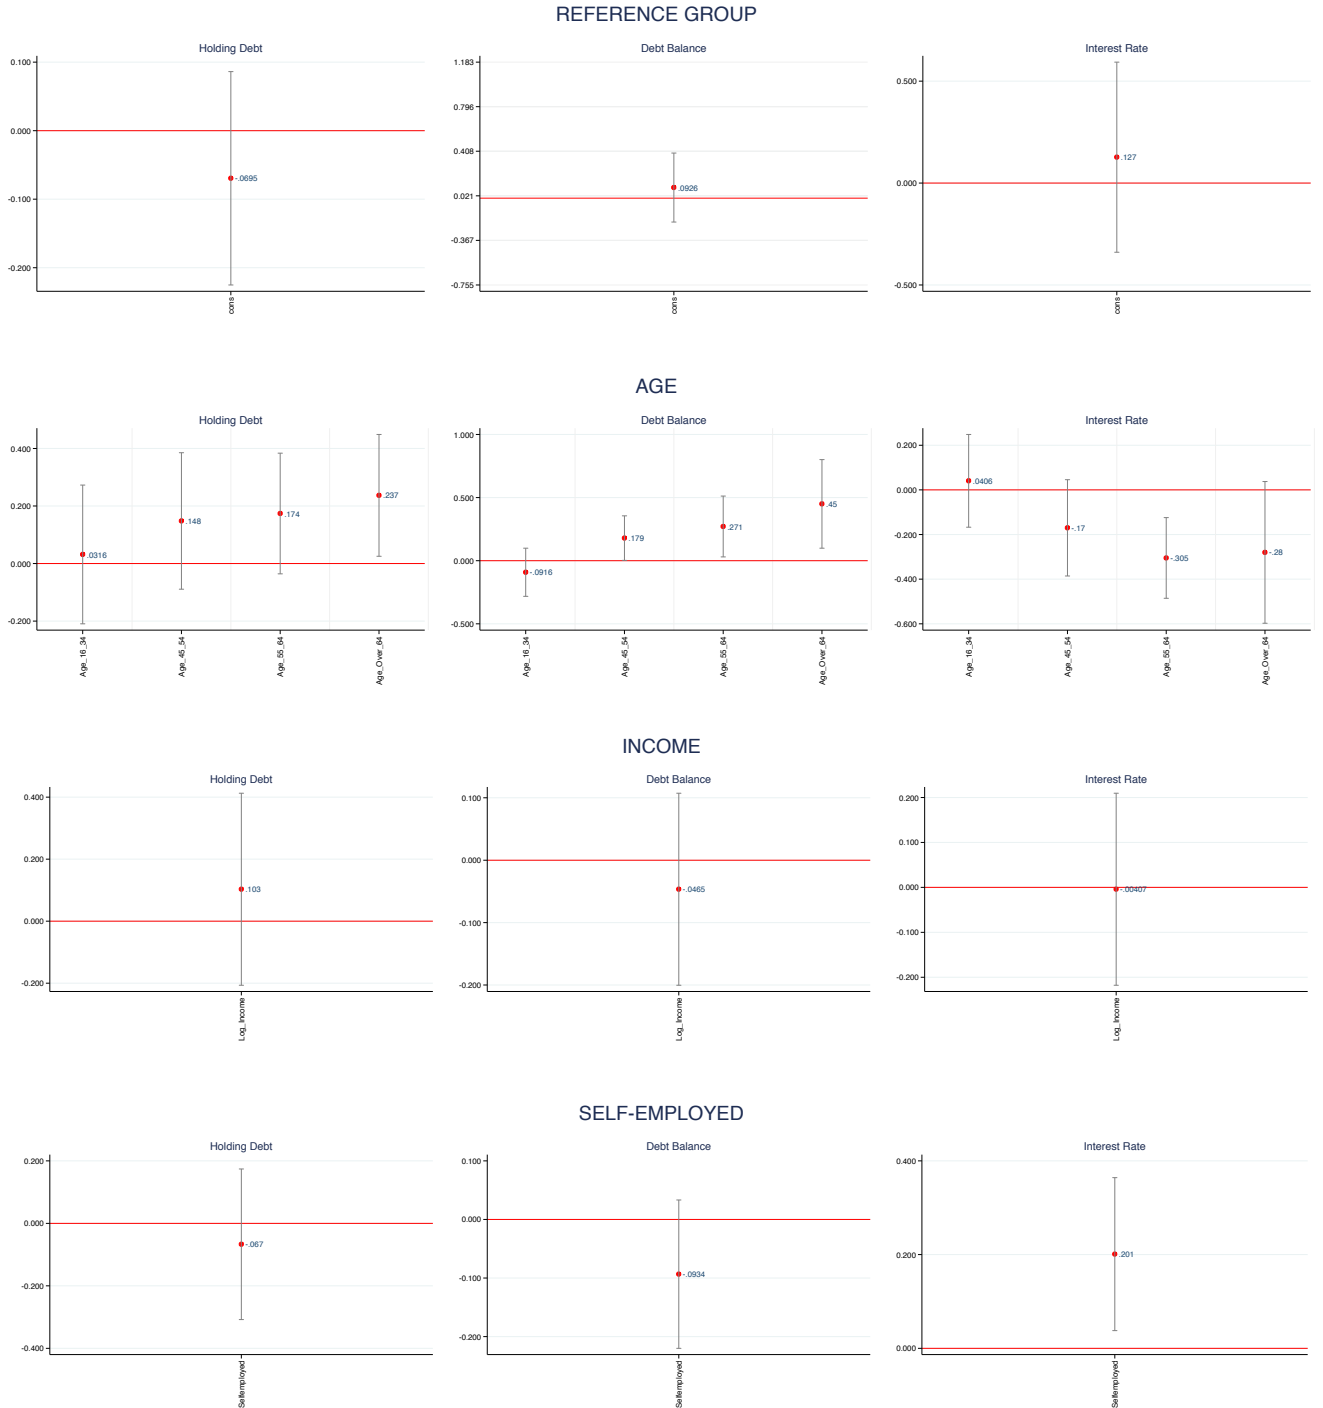 REFERENCE GROUP
Holding Debt
0.100
0.000
-0.100
-0.200
-.0695
cons
Debt Balance
1.183
0.796
0.408
0.021
-0.367
-0.755
.0926
cons
Interest Rate
0.500
0.000
-0.500
.127
cons
AGE
Holding Debt
0.400
0.200
0.000
-0.200
.0316
.148
.174
.237
Age_16_34
Age_45_54
Age_55_64
Age_Over_64
Debt Balance
1.000
0.500
0.000
-0.500
-.0916
.179
.271
.45
Age_16_34
Age_45_54
Age_55_64
Age_Over_64
Interest Rate
0.200
0.000
-0.200
-0.400
-0.600
.0406
-.17
-.305
-.28
Age_16_34
Age_45_54
Age_55_64
Age_Over_64
INCOME
Holding Debt
0.400
0.200
0.000
-0.200
.103
Log_Income
Debt Balance
0.100
0.000
-0.100
-0.200
-.0465
Log_Income
Interest Rate
0.200
0.100
0.000
-0.100
-0.200
-.00407
Log_Income
SELF-EMPLOYED
Holding Debt
0.200
0.000
-0.200
-0.400
-.067
Selfemployed
Debt Balance
0.100
0.000
-0.100
-0.200
-.0934
Selfemployed
Interest Rate
0.400
0.200
0.000
.201
Selfemployed